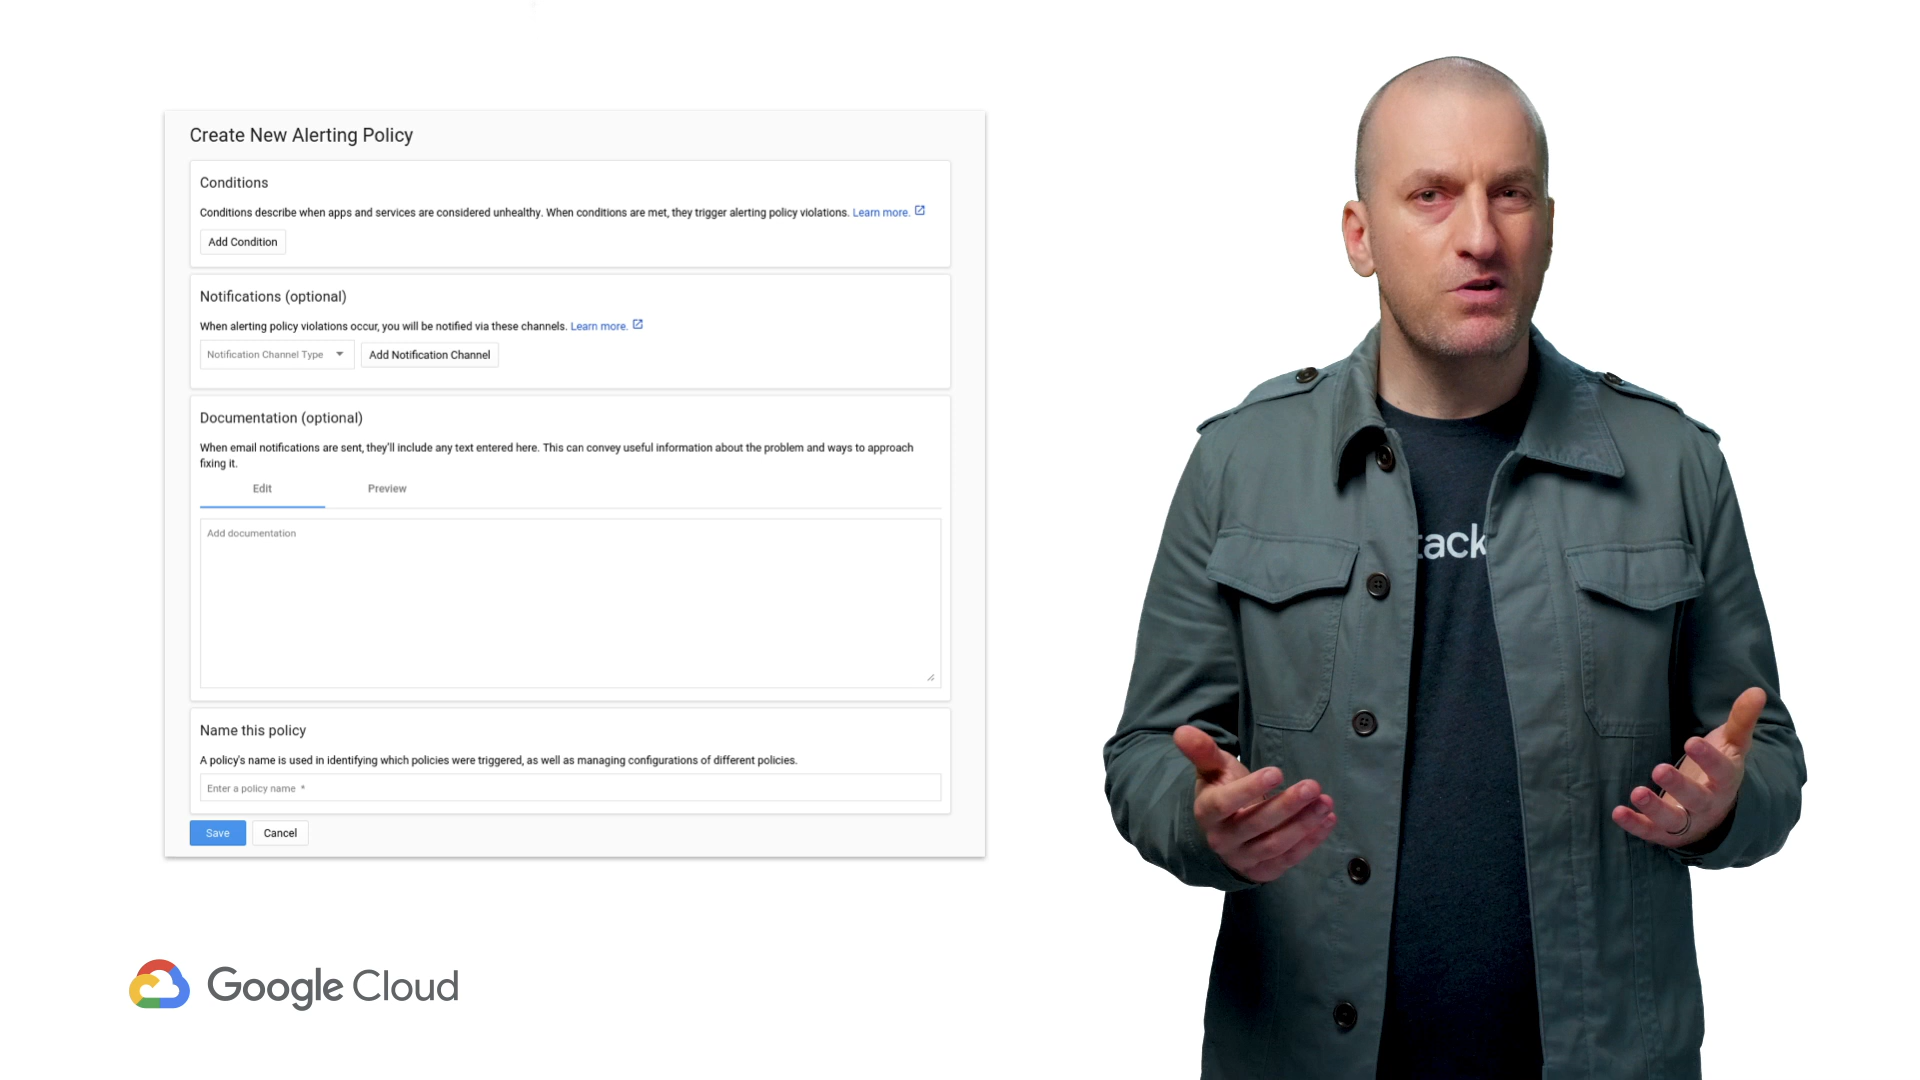 Create New Alerting Policy
Conditions
Conditions describe when apps and services are considered unhealthy. When conditions are met, they trigger alerting policy violations. Learn more.
Add Condition
Notifications (optional)
When alerting policy violations occur, you will be notified via these channels. Learn more.
Notification Channel Type
Add Notification Channel
Documentation (optional)
When email notifications are sent, they'll include any text entered here. This can convey useful information about the problem and ways to approach
fixing it.
Edit
Preview
Add documentation
Name this policy
A policy's name is used in identifying which policies were triggered, as well as managing configurations of different policies.
Enter a policy name *
Save
Cancel
Google Cloud
tack